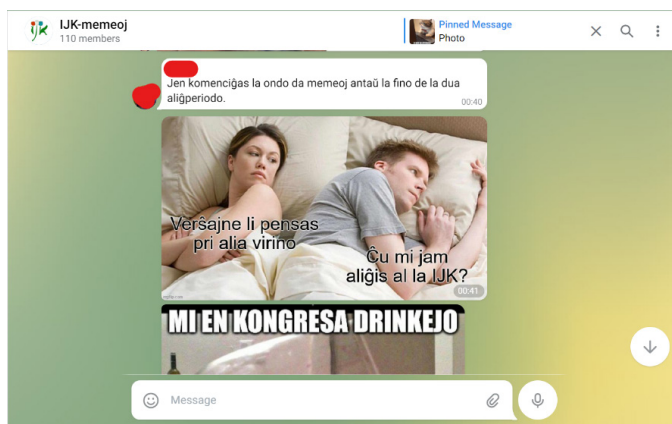 IJK-memeoj
110 members
Pinned Message
Photo
Jen komenciĝas la ondo da memeoj antaŭ la fino de la dua
aliĝperiodo.
00:40
Verŝajne li pensas
pri alia virino
Ĉu mi jam
aliĝis al la IJK?
00:41
MI EN KONGRESA DRINKEJO
Message